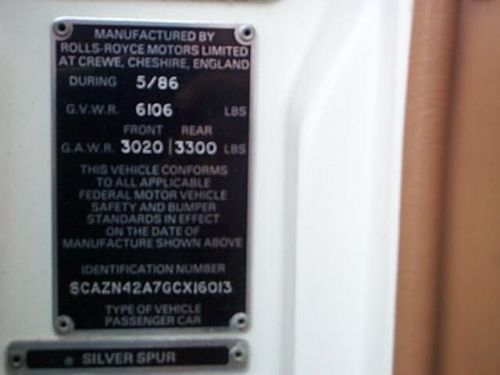 MANUFACTURED BY
ROLLS-ROYCE MOTORS LIMITED
AT CREWE, CHESHIRE, ENGLAND
DURING 5/86
G.V.W.R. 6106 LBS
FRONT REAR
G.A.W.R. 3020 3300 LBS
THIS VEHICLE CONFORMS
TO ALL APPLICABLE
FEDERAL MOTOR VEHICLE
SAFETY AND BUMPER
STANDARDS IN EFFECT
ON THE DATE OF
MANUFACTURE SHOWN ABOVE
IDENTIFICATION NUMBER
SCAZN42A7GCX16013
TYPE OF VEHICLE
PASSENGER CAR
SILVER SPUR